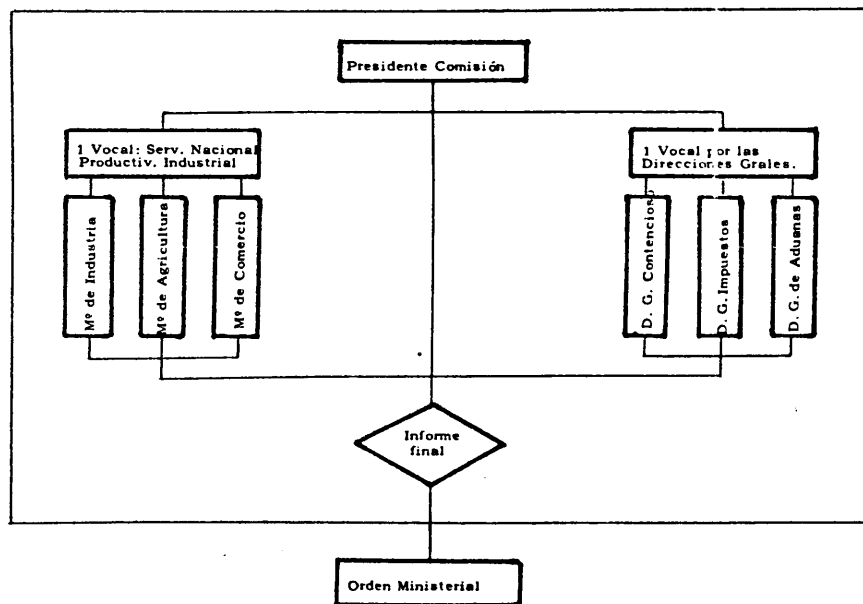 Presidente Comisión
1 Vocal: Serv. Nacional
Productiv. Industrial
1 Vocal por las
Direcciones Grales.
Mº de Industria
Mº de Agricultura
Mº de Comercio
D. G. Contencioso
D. G. Impuestos
D. G. de Aduanas
Informe
final
Orden Ministerial